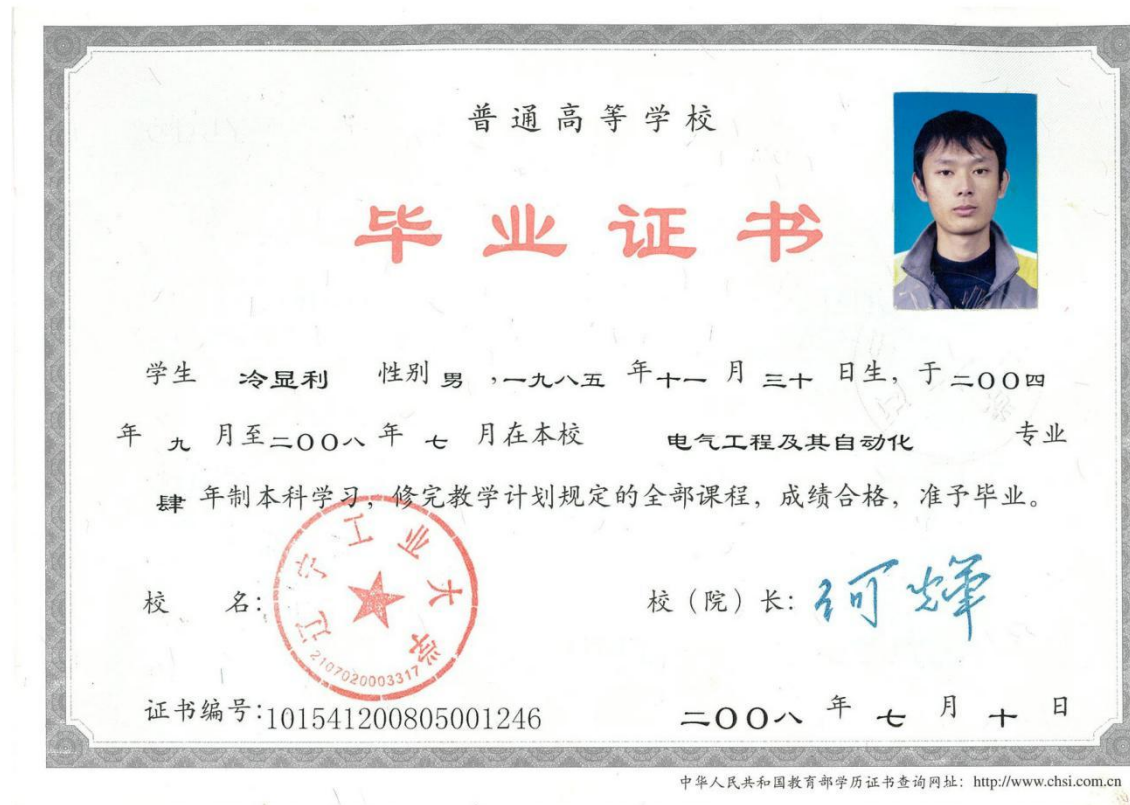 普通高等学校
毕业证书
学生 冷显利 性别 男 ,一九八五 年 十一 月 三十 日生, 于 二00四
年 九 月至 二00八 年 七 月在本校 电气工程及其自动化 专业
肆 年制本科学习, 修完教学计划规定的全部课程, 成绩合格, 准予毕业。
辽宁工业大学
2107020003317
校 名:
校（院）长: 何辉
证书编号:101541200805001246
二00八 年 七 月 十 日
中华人民共和国教育部学历证书查询网址: http://www.chsi.com.cn